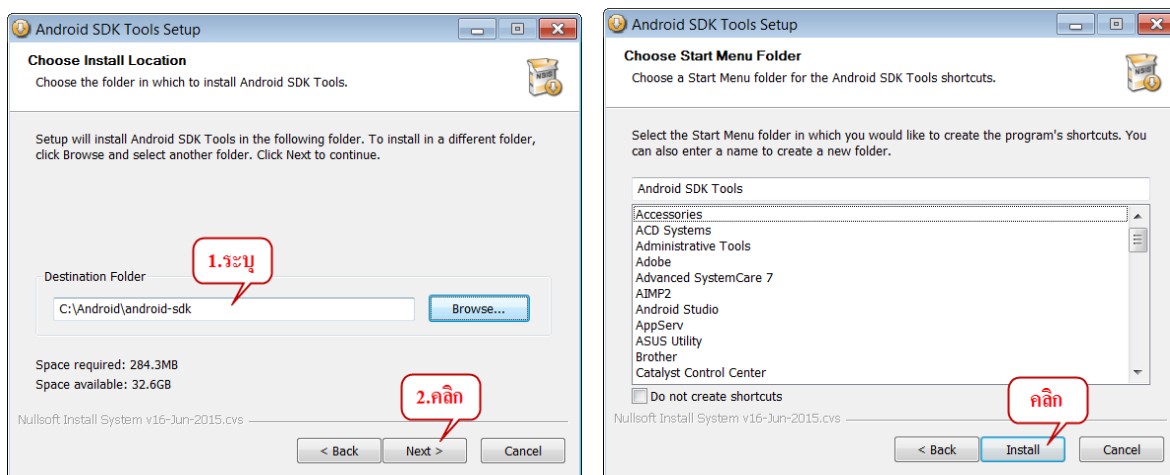 Android SDK Tools Setup
Choose Install Location
Choose the folder in which to install Android SDK Tools.
Setup will install Android SDK Tools in the following folder. To install in a different folder,
click Browse and select another folder. Click Next to continue.
1.ระบุ
Destination Folder
C:\Android\android-sdk
Browse...
Space required: 284.3MB
Space available: 32.6GB
2.คลิก
Nullsoft Install System v16-Jun-2015.cvs
< Back
Next >
Cancel
Android SDK Tools Setup
Choose Start Menu Folder
Choose a Start Menu folder for the Android SDK Tools shortcuts.
Select the Start Menu folder in which you would like to create the program's shortcuts. You
can also enter a name to create a new folder.
Android SDK Tools
Accessories
ACD Systems
Administrative Tools
Adobe
Advanced SystemCare 7
AIMP2
Android Studio
AppServ
ASUS Utility
Brother
Catalyst Control Center
Do not create shortcuts
คลิก
Nullsoft Install System v16-Jun-2015.cvs
< Back
Install
Cancel